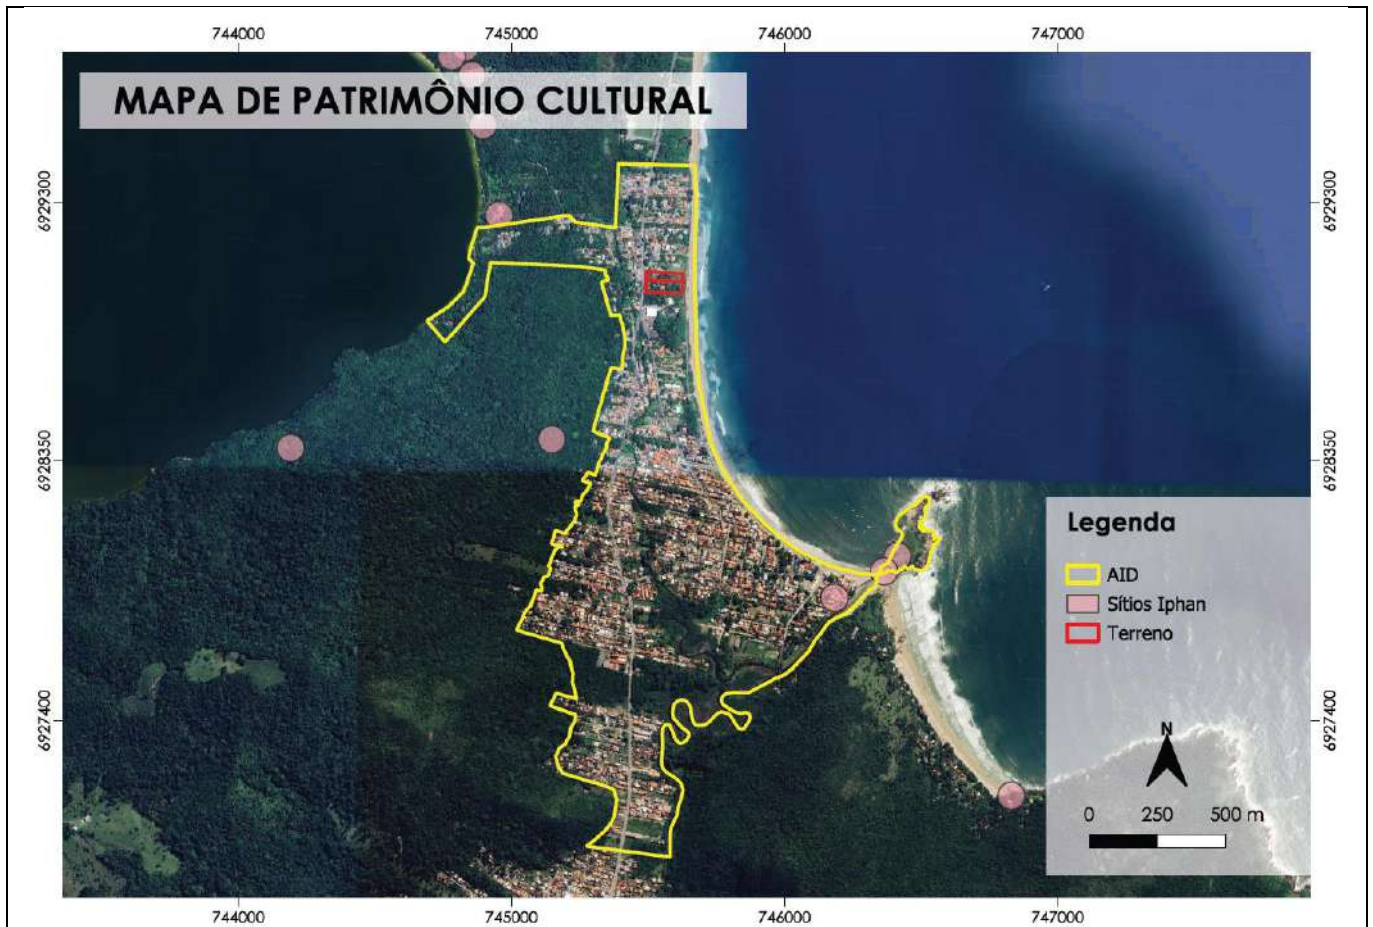 744000 745000 746000 747000
MAPA DE PATRIMÔNIO CULTURAL
6929300 6929300
6928350 6928350
Legenda
AID
Sítios Iphan
Terreno
6927400 6927400
N
0 250 500 m
744000 745000 746000 747000